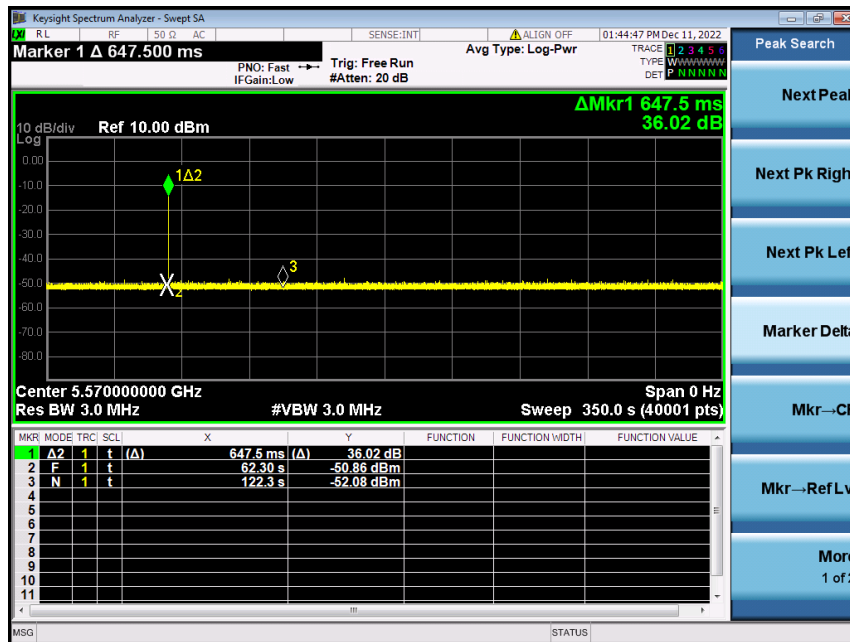 Keysight Spectrum Analyzer - Swept SA
LXI RL RF 50 Ω AC SENSE:INT ALIGN OFF 01:44:47 PM Dec 11, 2022
Marker 1 Δ 647.500 ms
Avg Type: Log-Pwr
TRACE 1 2 3 4 5 6
PNO: Fast Trig: Free Run
TYPE WWWWWW
IFGain:Low #Atten: 20 dB
DET P N N N N N
ΔMkr1 647.5 ms
36.02 dB
10 dB/div Ref 10.00 dBm
Log
0.00
-10.0
-20.0
-30.0
-40.0
-50.0
-60.0
-70.0
-80.0
1Δ2
3
X2
Center 5.570000000 GHz Span 0 Hz
Res BW 3.0 MHz #VBW 3.0 MHz Sweep 350.0 s (40001 pts)
MKR MODE TRC SCL X Y FUNCTION FUNCTION WIDTH FUNCTION VALUE
1 Δ2 1 t (Δ) 647.5 ms (Δ) 36.02 dB
2 F 1 t 62.30 s -50.86 dBm
3 N 1 t 122.3 s -52.08 dBm
4
5
6
7
8
9
10
11
MSG STATUS
Peak Search
Next Peal
Next Pk Righ
Next Pk Lef
Marker Delta
Mkr→CF
Mkr→Ref Lv
More
1 of 2